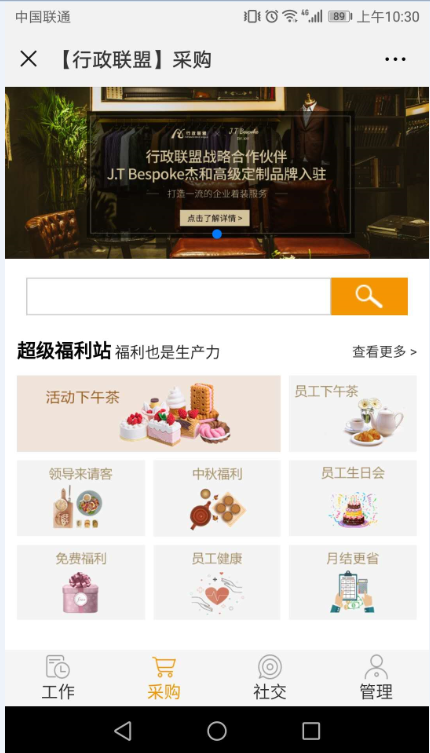 中国联通 4G 89 上午10:30
【行政联盟】采购
行政联盟 J.T Bespoke
行政联盟战略合作伙伴
J.T Bespoke杰和高级定制品牌入驻
打造一流的企业着装服务
点击了解详情 >
超级福利站 福利也是生产力 查看更多 >
活动下午茶 员工下午茶
领导来请客 中秋福利 员工生日会
免费福利 员工健康 月结更省
工作 采购 社交 管理